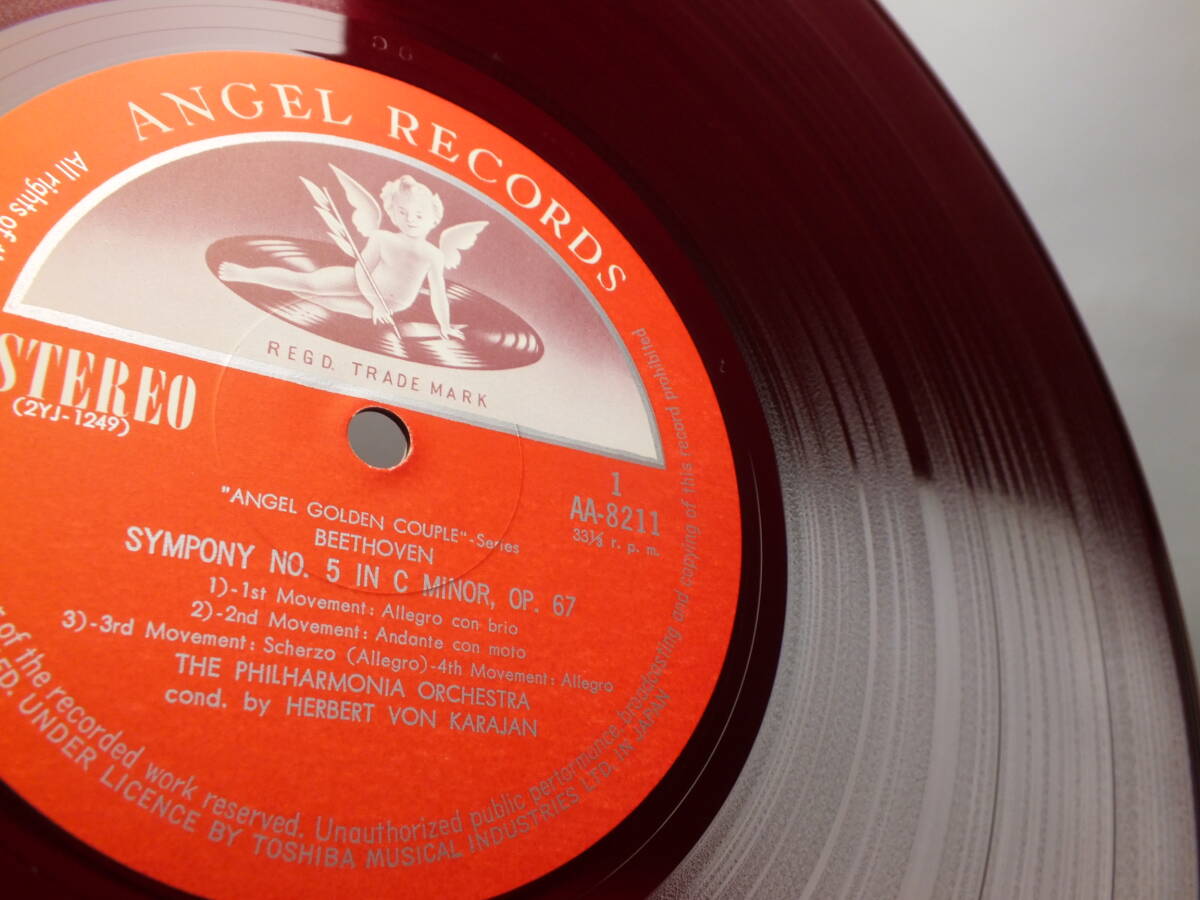 ANGEL RECORDS
REGD. TRADE MARK
STEREO
(2YJ-1249)
1
AA-8211
33⅓ r. p. m.
"ANGEL GOLDEN COUPLE"-Series
BEETHOVEN
SYMPONY NO. 5 IN C MINOR, OP. 67
1)-1st Movement: Allegro con brio
2)-2nd Movement: Andante con moto
3)-3rd Movement: Scherzo (Allegro)-4th Movement: Allegro
THE PHILHARMONIA ORCHESTRA
cond. by HERBERT VON KARAJAN
All rights of
of the recorded work reserved. Unauthorized public performance, broadcasting and copying of this record prohibited
UNDER LICENCE BY TOSHIBA MUSICAL INDUSTRIES LTD. IN JAPAN